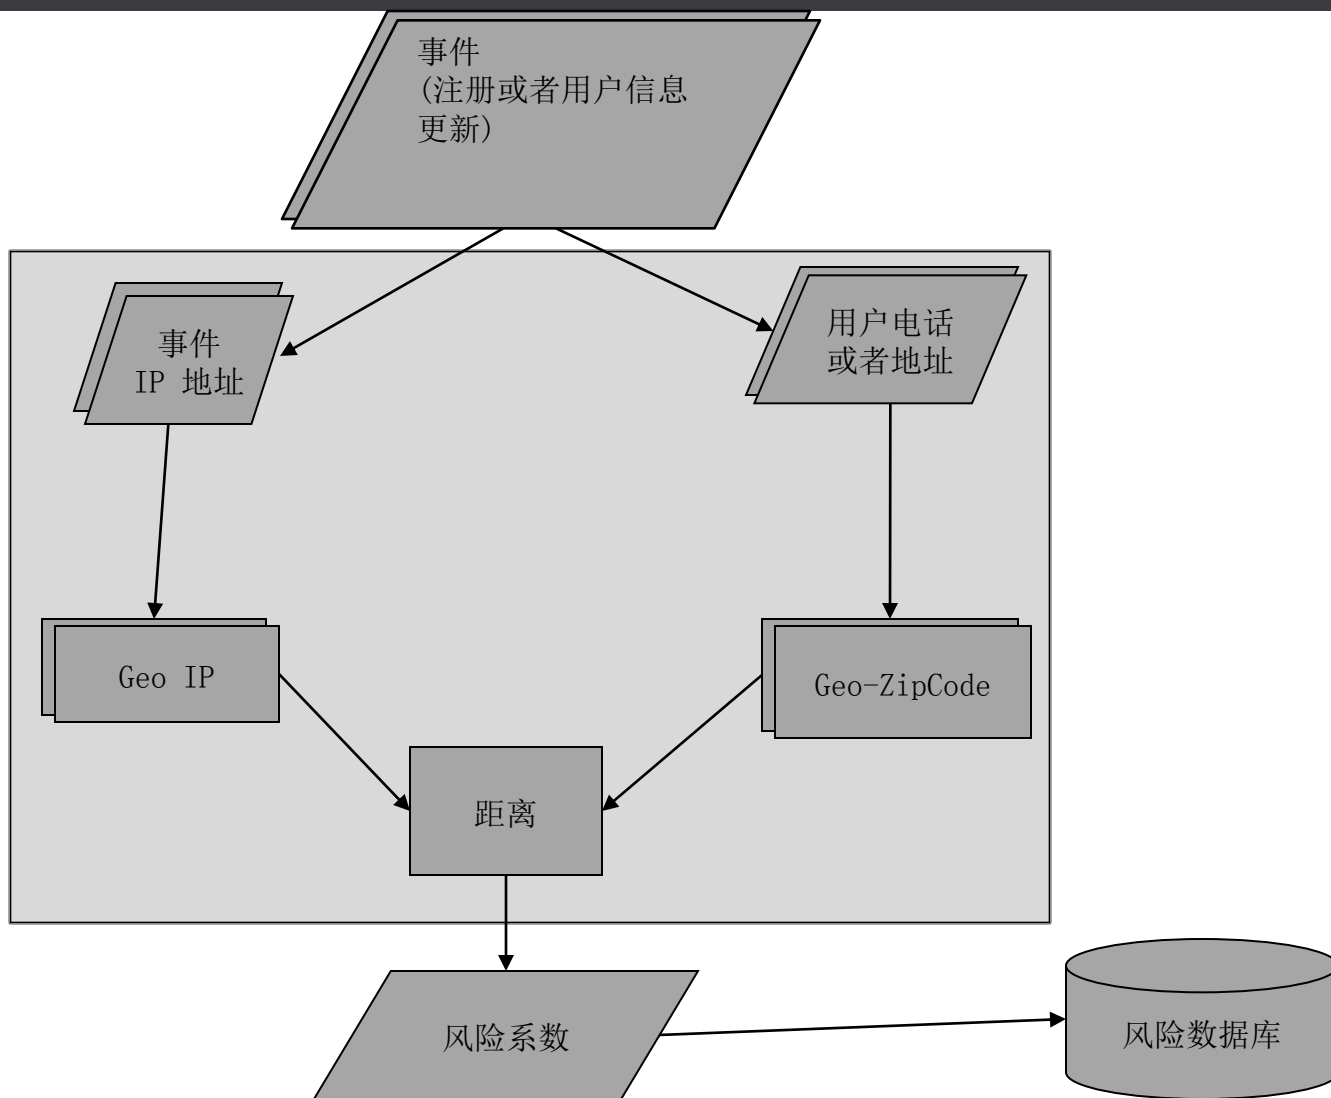 事件
(注册或者用户信息
更新)
事件
IP 地址
用户电话
或者地址
Geo IP
Geo-ZipCode
距离
风险系数
风险数据库